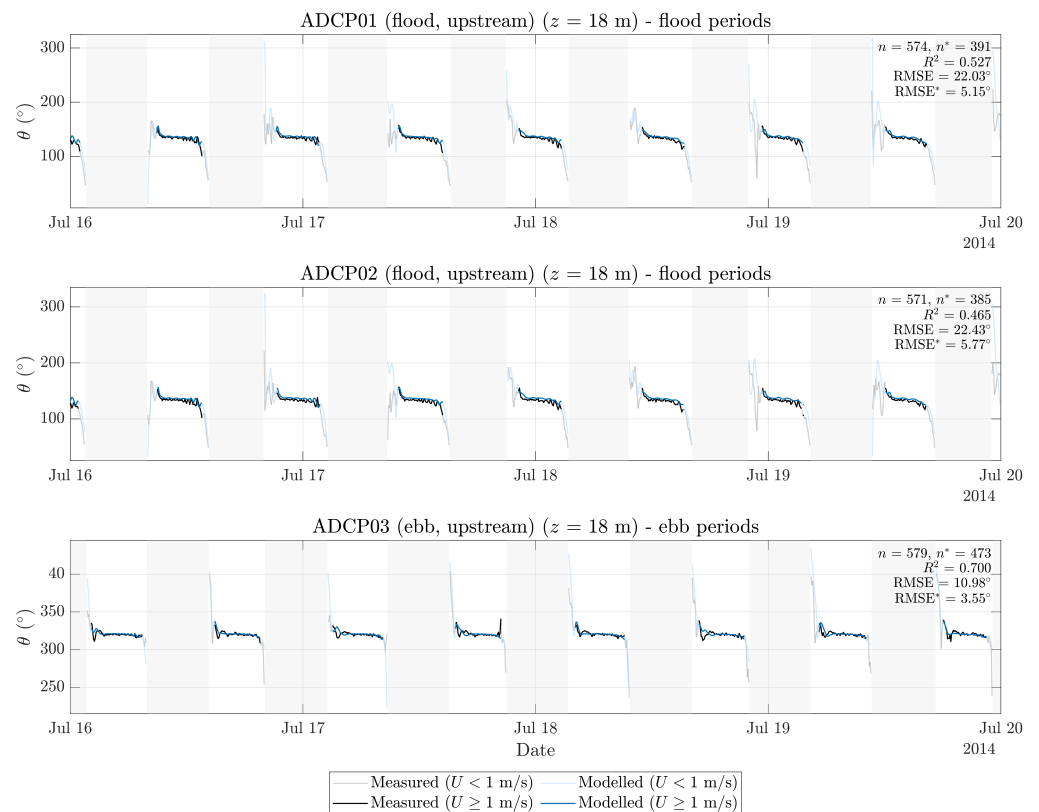 ADCP01 (flood, upstream) (z = 18 m) - flood periods
300
200
100
θ (°)
n = 574, n* = 391
R² = 0.527
RMSE = 22.03°
RMSE* = 5.15°
Jul 16 Jul 17 Jul 18 Jul 19 Jul 20
2014
ADCP02 (flood, upstream) (z = 18 m) - flood periods
300
200
100
θ (°)
n = 571, n* = 385
R² = 0.465
RMSE = 22.43°
RMSE* = 5.77°
Jul 16 Jul 17 Jul 18 Jul 19 Jul 20
2014
ADCP03 (ebb, upstream) (z = 18 m) - ebb periods
40
350
300
250
θ (°)
n = 579, n* = 473
R² = 0.700
RMSE = 10.98°
RMSE* = 3.55°
Jul 16 Jul 17 Jul 18 Jul 19 Jul 20
Date
2014
Measured (U < 1 m/s) Modelled (U < 1 m/s)
Measured (U ≥ 1 m/s) Modelled (U ≥ 1 m/s)